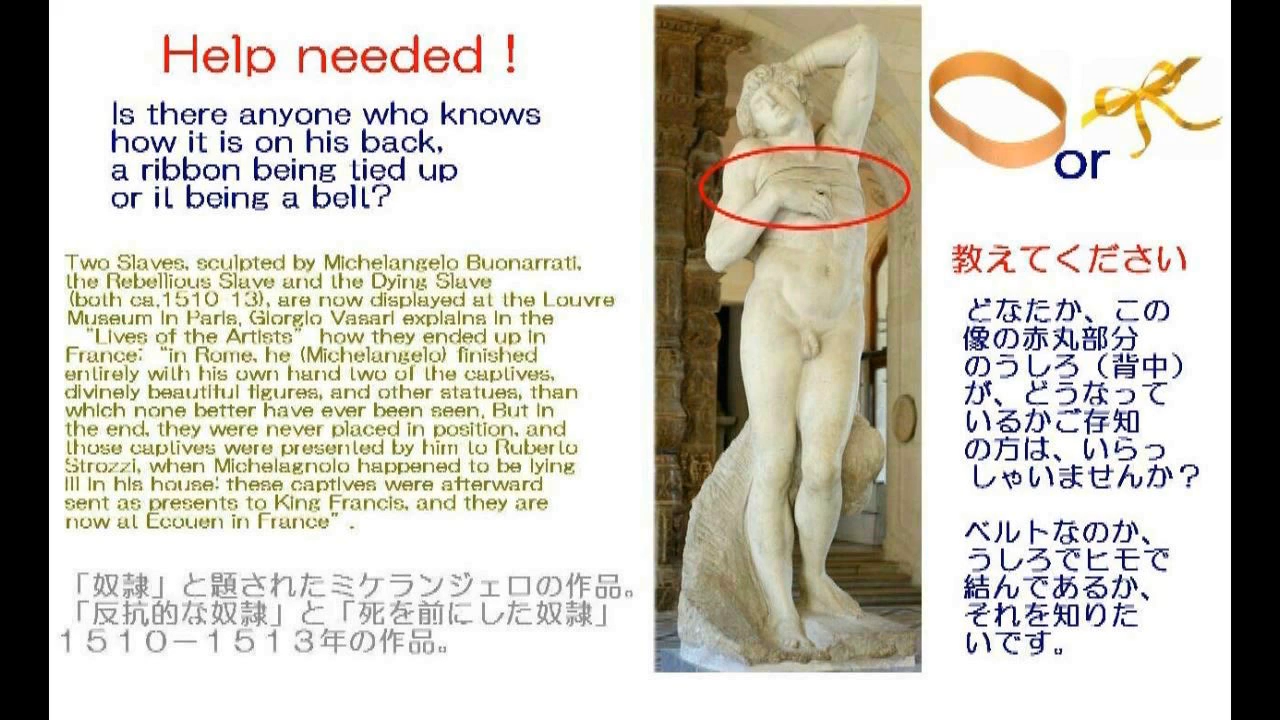 Help needed !
Is there anyone who knows
how it is on his back,
a ribbon being tied up
or it being a belt?
Two Slaves, sculpted by Michelangelo Buonarrati,
the Rebellious Slave and the Dying Slave
(both ca.1510 13), are now displayed at the Louvre
Museum in Paris, Giorgio Vasari explains in the
“Lives of the Artists” how they ended up in
France: “in Rome, he (Michelangelo) finished
entirely with his own hand two of the captives,
divinely beautiful figures, and other statues, than
which none better have ever been seen, But in
the end, they were never placed in position, and
those captives were presented by him to Ruberto
Strozzi, when Michelagnolo happened to be lying
ill in his house: these captives were afterward
sent as presents to King Francis, and they are
now at Ecouen in France”.
「奴隷」と題されたミケランジェロの作品。
「反抗的な奴隷」と「死を前にした奴隷」
１５１０－１５１３年の作品。
or
教えてください
どなたか、この
像の赤丸部分
のうしろ（背中）
が、どうなって
いるかご存知
の方は、いらっ
しゃいませんか？
ベルトなのか、
うしろでヒモで
結んであるか、
それを知りた
いです。